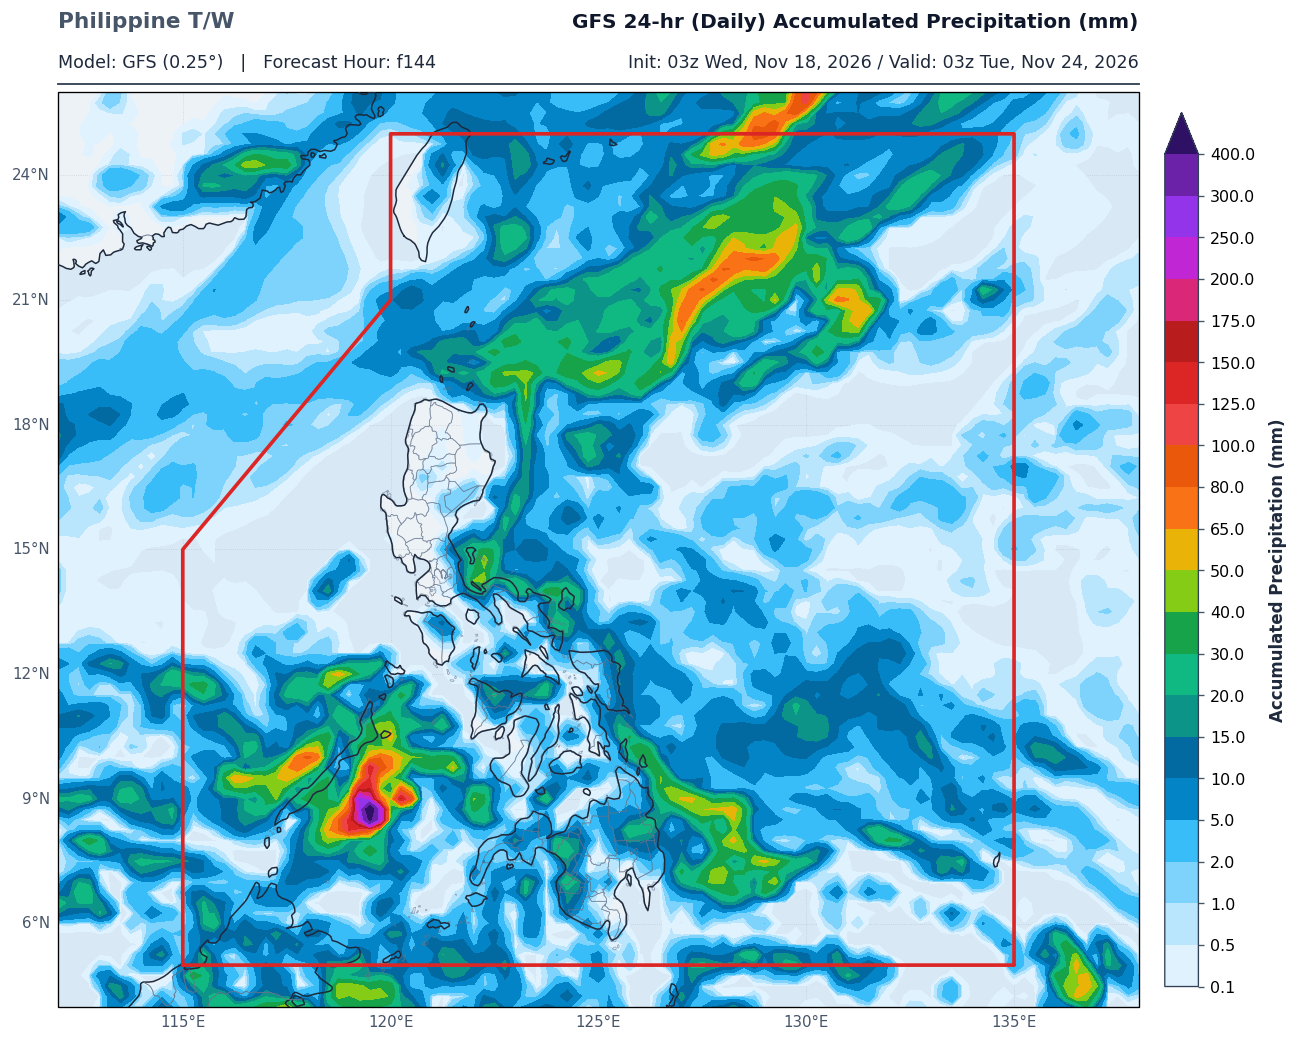 Philippine T/W
GFS 24-hr (Daily) Accumulated Precipitation (mm)
Model: GFS (0.25°) | Forecast Hour: f144
Init: 03z Wed, Nov 18, 2026 / Valid: 03z Tue, Nov 24, 2026
24°N
21°N
18°N
15°N
12°N
9°N
6°N
115°E
120°E
125°E
130°E
135°E
400.0
300.0
250.0
200.0
175.0
150.0
125.0
100.0
80.0
65.0
50.0
40.0
30.0
20.0
15.0
10.0
5.0
2.0
1.0
0.5
0.1
Accumulated Precipitation (mm)